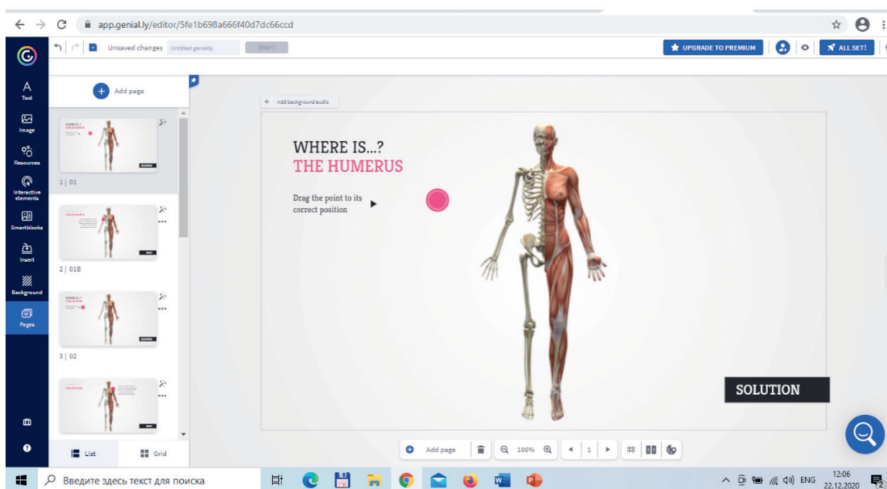 app.genial.ly/editor/5fe1b698a666f40d7dc66ccd
Unsaved changes
Untitled genially
UPGRADE TO PREMIUM
ALL SET!
Text
Image
Resources
Interactive
elements
Smartblocks
Insert
Background
Pages
Add page
1 | 01
2 | 01B
3 | 02
List
Grid
Add background audio
WHERE IS...?
THE HUMERUS
Drag the point to its
correct position
SOLUTION
Add page
100%
1
Введите здесь текст для поиска
ENG
12:06
22.12.2020